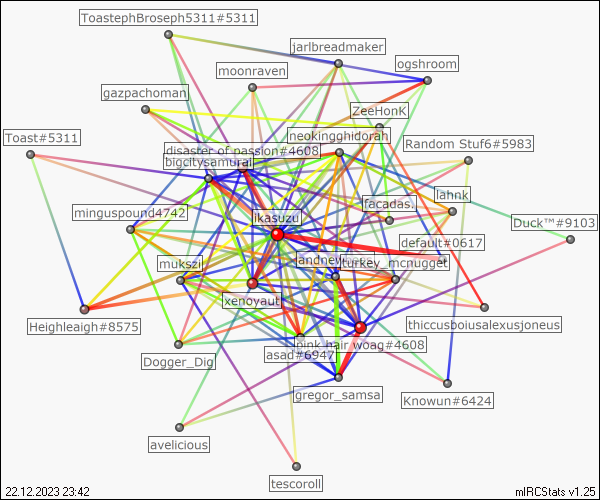 ToastephBroseph5311#5311
jarlbreadmaker
ogshroom
moonraven
gazpachoman
ZeeHonK
neokingghidorah
Toast#5311
Random Stuf6#5983
disaster of passion#4608
bigcitysamurai
lahnk
minguspound4742
ikasuzu
facadas.
Duck™#9103
default#0617
mukszi
andney
turkey_mcnugget
xenoyaut
thiccusboiusalexusjoneus
Heighleaigh#8575
pink hair woag#4608
asad#6947
Dogger_Dig
gregor_samsa
Knowun#6424
avelicious
tescoroll
22.12.2023 23:42
mIRCStats v1.25